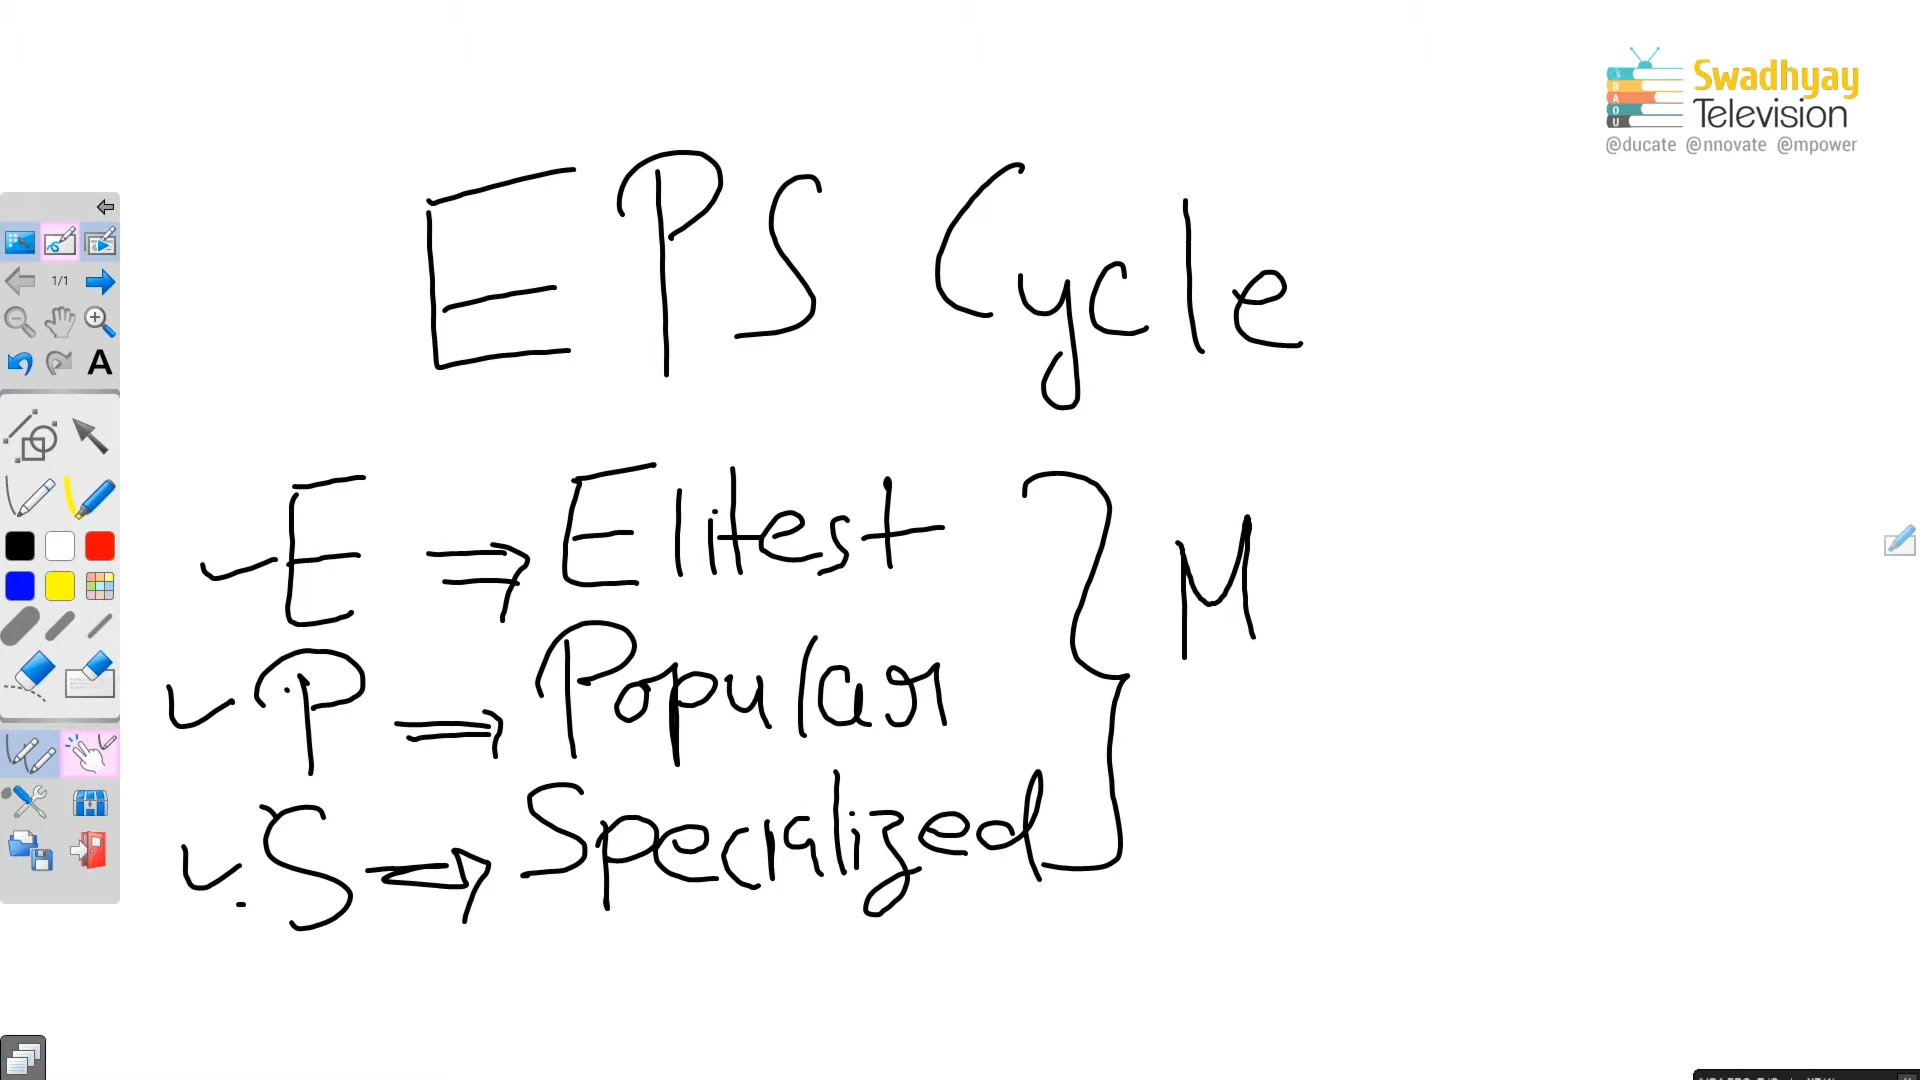 Swadhyay
Television
@ducate @nnovate @mpower
EPS Cycle
1/1
A
E ⇒ Elitest
M
P ⇒ Popular
S ⇒ Specialized